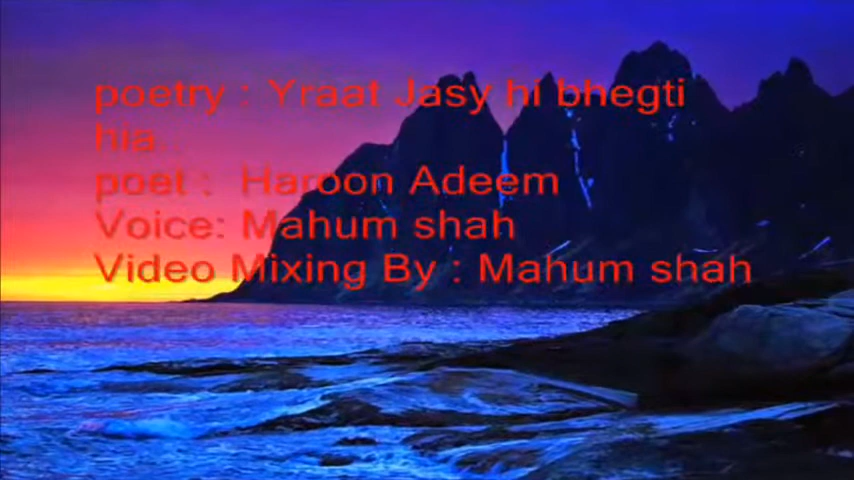 poetry : Yraat Jasy hi bhegti
hia..
poet : Haroon Adeem
Voice: Mahum shah
Video Mixing By : Mahum shah